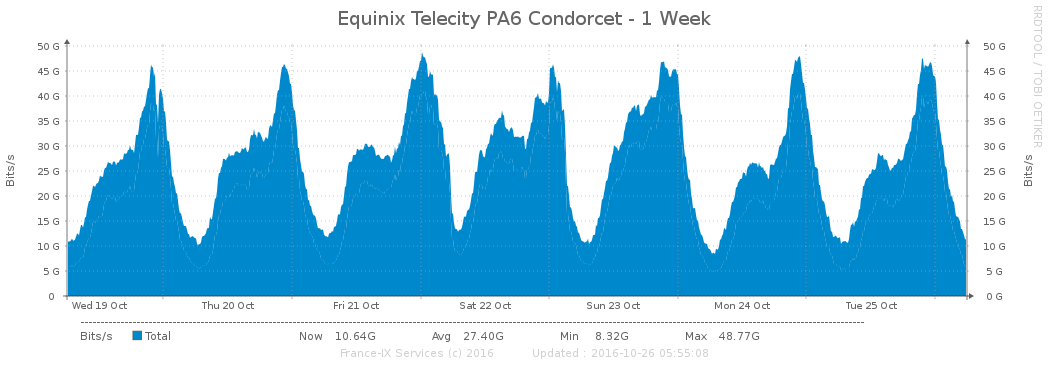 Equinix Telecity PA6 Condorcet - 1 Week
RRDTOOL / TOBI OETIKER
Bits/s
50 G 50 G
45 G 45 G
40 G 40 G
35 G 35 G
30 G 30 G
25 G 25 G
20 G 20 G
15 G 15 G
10 G 10 G
5 G 5 G
0 0 G
Bits/s
Wed 19 Oct Thu 20 Oct Fri 21 Oct Sat 22 Oct Sun 23 Oct Mon 24 Oct Tue 25 Oct
Bits/s Total Now 10.64G Avg 27.40G Min 8.32G Max 48.77G
France-IX Services (c) 2016 Updated : 2016-10-26 05:55:08